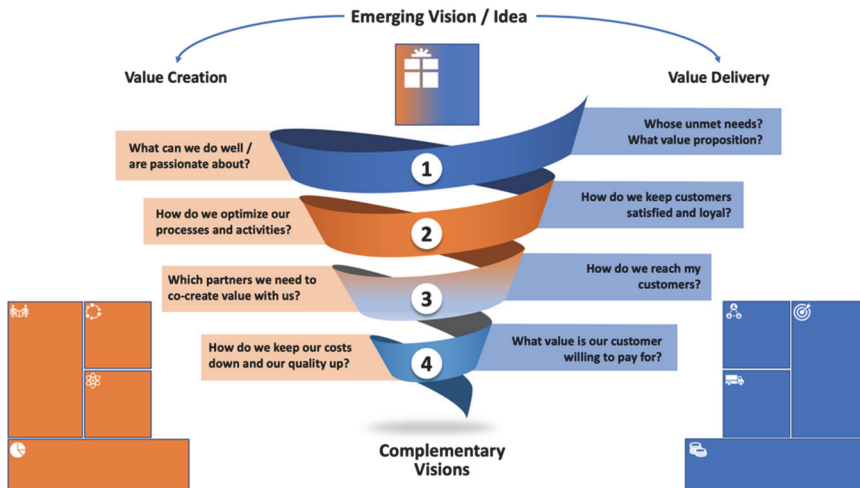 Emerging Vision / Idea
Value Creation
Value Delivery
What can we do well /
are passionate about?
1
Whose unmet needs?
What value proposition?
How do we optimize our
processes and activities?
2
How do we keep customers
satisfied and loyal?
Which partners we need to
co-create value with us?
3
How do we reach my
customers?
How do we keep our costs
down and our quality up?
4
What value is our customer
willing to pay for?
Complementary
Visions